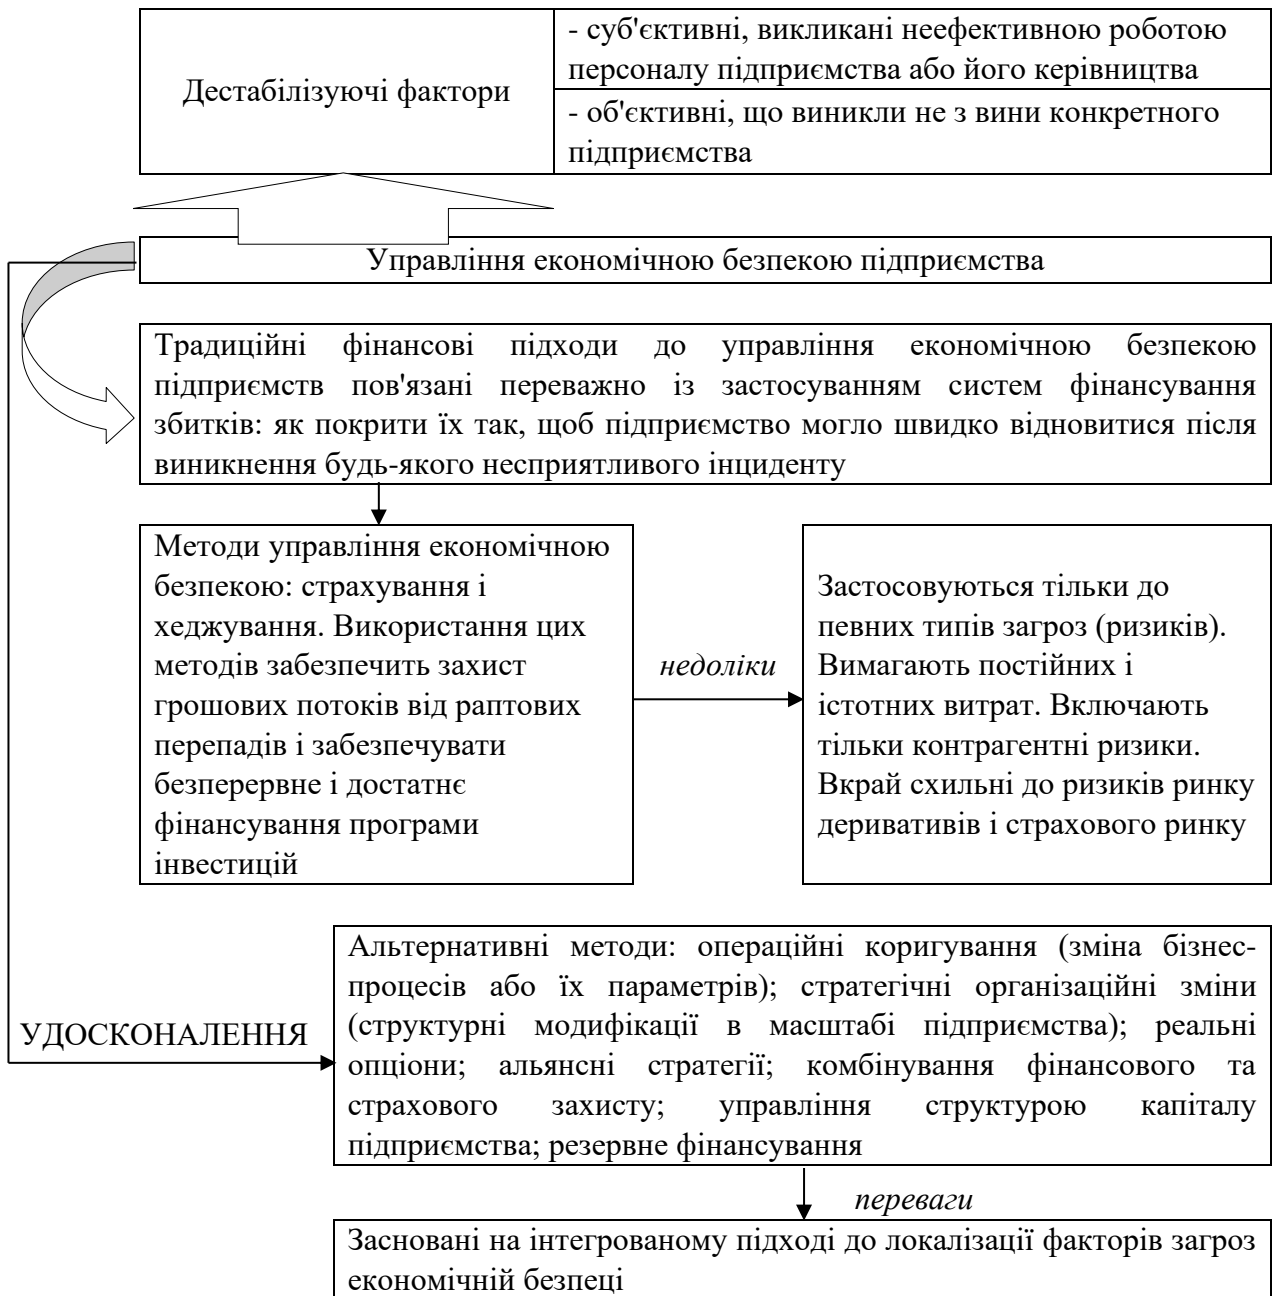 Дестабілізуючі фактори
- суб'єктивні, викликані неефективною роботою
персоналу підприємства або його керівництва
- об'єктивні, що виникли не з вини конкретного
підприємства
Управління економічною безпекою підприємства
Традиційні фінансові підходи до управління економічною безпекою
підприємств пов'язані переважно із застосуванням систем фінансування
збитків: як покрити їх так, щоб підприємство могло швидко відновитися після
виникнення будь-якого несприятливого інциденту
Методи управління економічною
безпекою: страхування і
хеджування. Використання цих
методів забезпечить захист
грошових потоків від раптових
перепадів і забезпечувати
безперервне і достатнє
фінансування програми
інвестицій
недоліки
Застосовуються тільки до
певних типів загроз (ризиків).
Вимагають постійних і
істотних витрат. Включають
тільки контрагентні ризики.
Вкрай схильні до ризиків ринку
деривативів і страхового ринку
УДОСКОНАЛЕННЯ
Альтернативні методи: операційні коригування (зміна бізнес-
процесів або їх параметрів); стратегічні організаційні зміни
(структурні модифікації в масштабі підприємства); реальні
опціони; альянсні стратегії; комбінування фінансового та
страхового захисту; управління структурою капіталу
підприємства; резервне фінансування
переваги
Засновані на інтегрованому підході до локалізації факторів загроз
економічній безпеці